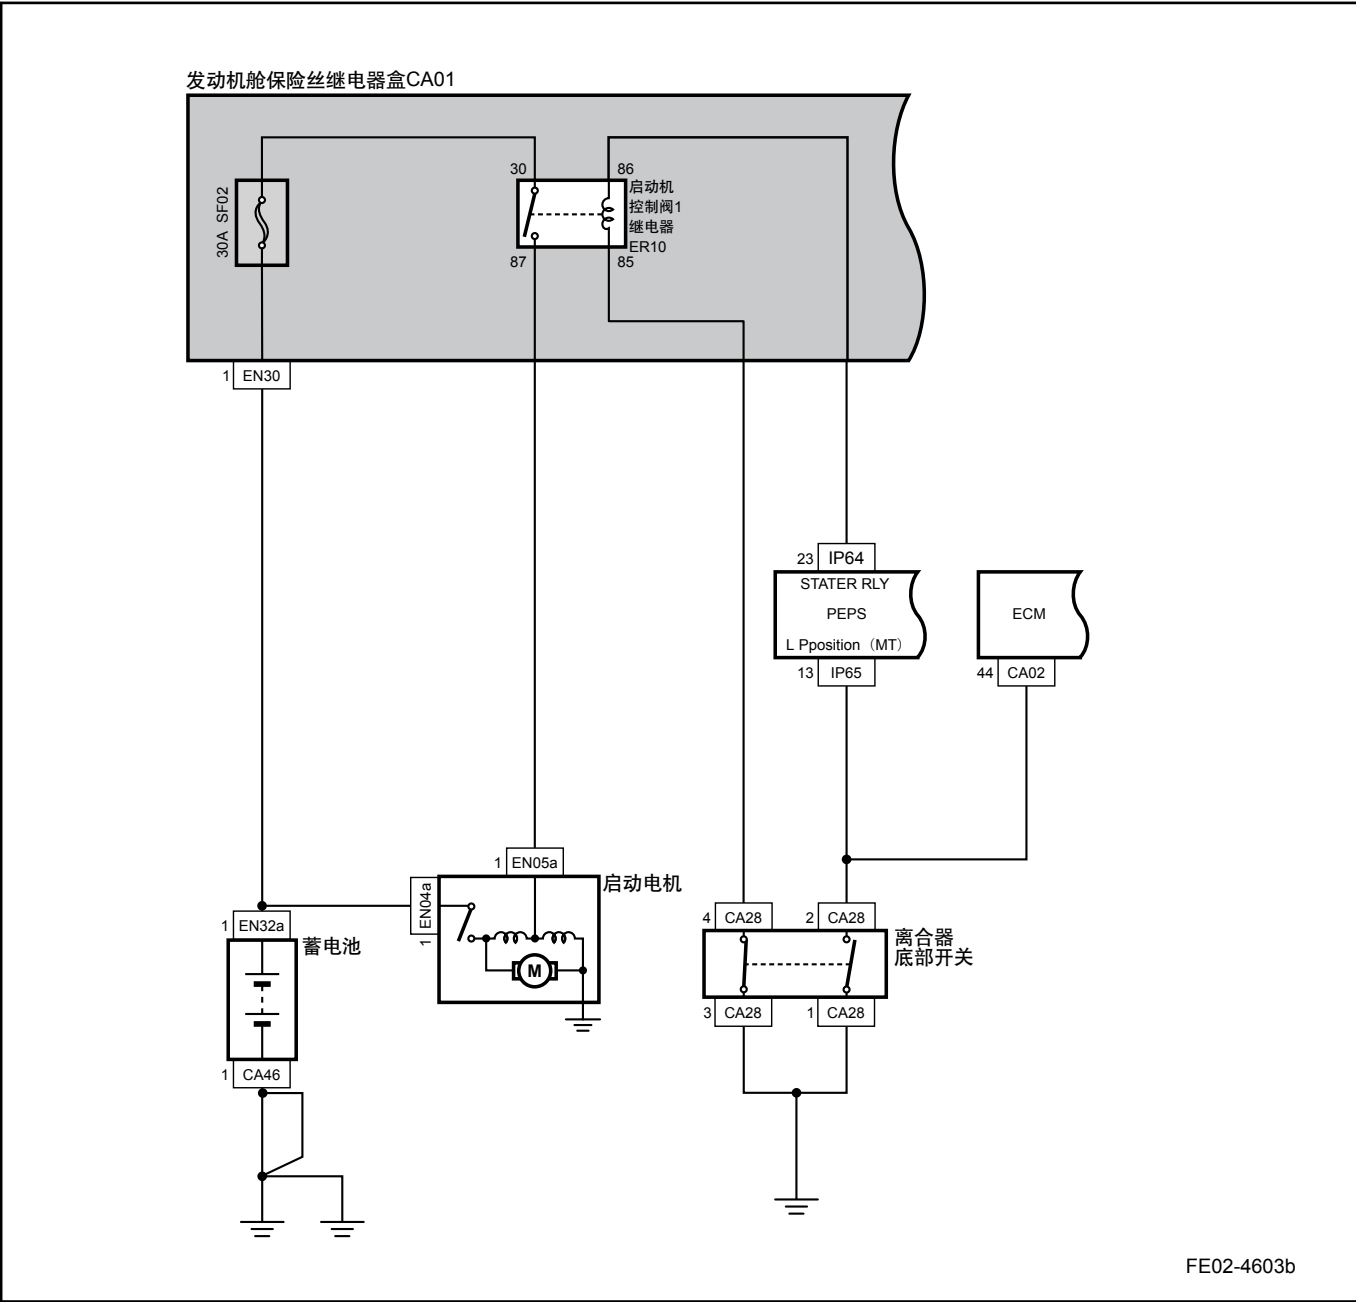 发动机舱保险丝继电器盒CA01
30A SF02
30
86
启动机
控制阀1
继电器
ER10
87
85
1 EN30
23 IP64
STATER RLY
PEPS
L Pposition（MT）
13 IP65
ECM
44 CA02
1 EN05a
启动电机
1 EN04a
M
1 EN32a
蓄电池
1 CA46
4 CA28
2 CA28
离合器
底部开关
3 CA28
1 CA28
FE02-4603b